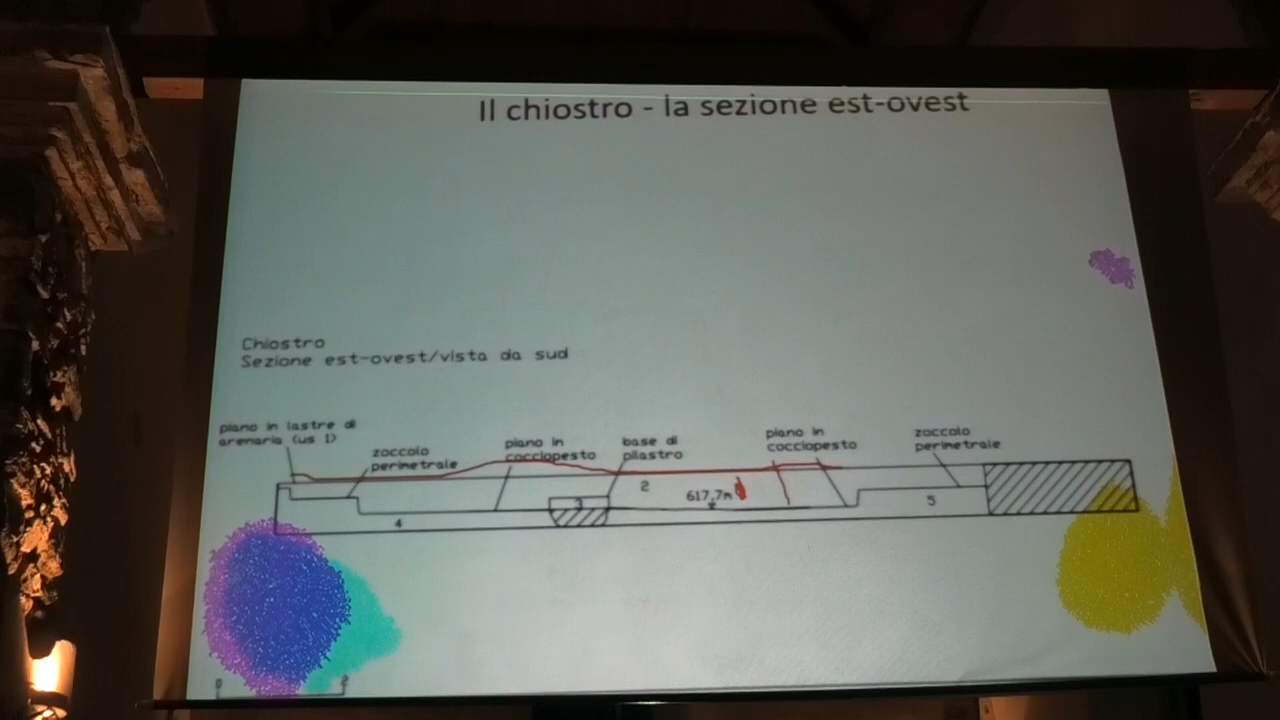 Il chiostro - la sezione est-ovest
Chiostro
Sezione est-ovest/vista da sud
piano in lastre di
arenaria (us 1)
zoccolo
perimetrale
piano in
cocciopesto
base di
pilastro
piano in
cocciopesto
zoccolo
perimetrale
2
617,7m
3
4
5